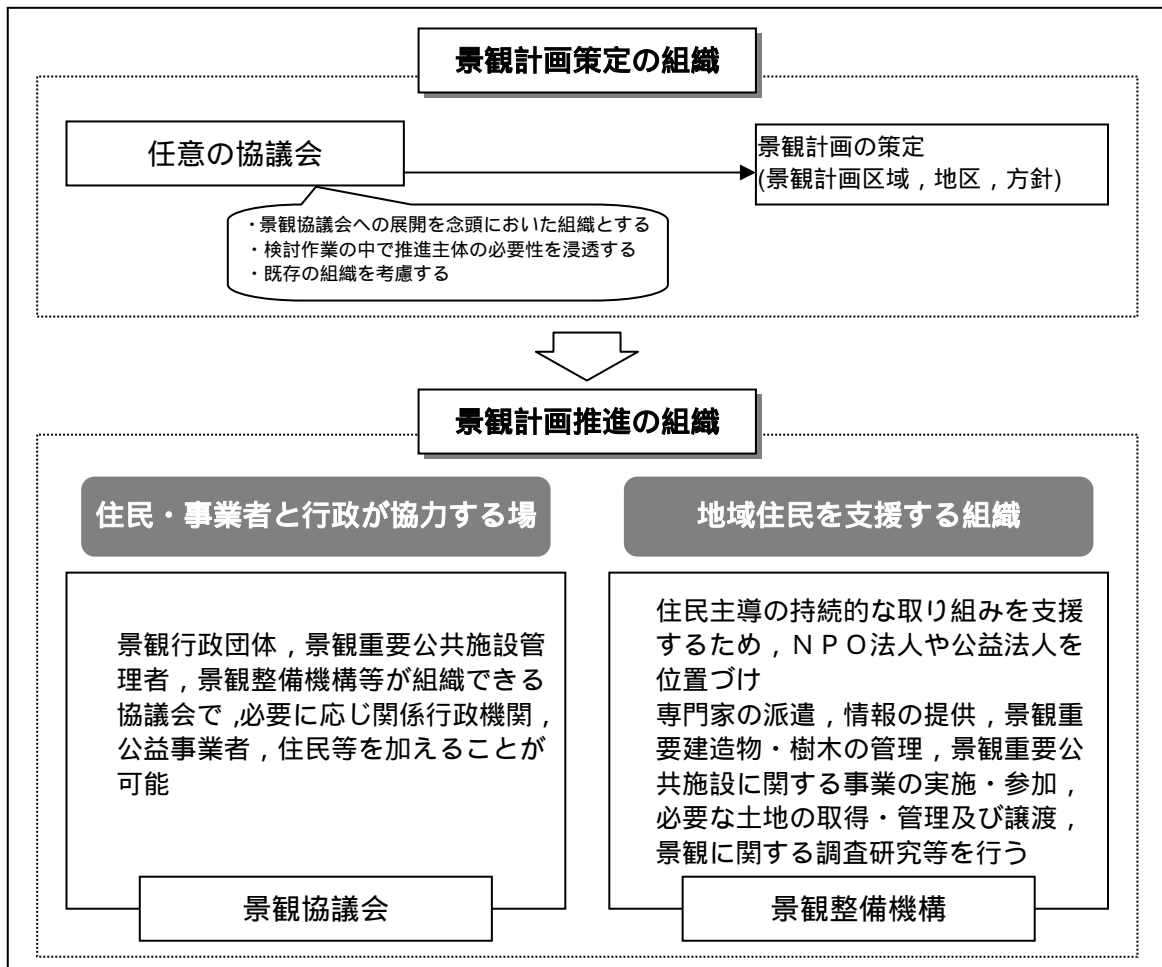 景観計画策定の組織
任意の協議会
景観計画の策定
(景観計画区域，地区，方針)
・景観協議会への展開を念頭においた組織とする
・検討作業の中で推進主体の必要性を浸透する
・既存の組織を考慮する
景観計画推進の組織
住民・事業者と行政が協力する場
景観行政団体，景観重要公共施設管
理者，景観整備機構等が組織できる
協議会で，必要に応じ関係行政機関，
公益事業者，住民等を加えることが
可能
景観協議会
地域住民を支援する組織
住民主導の持続的な取り組みを支援
するため，ＮＰＯ法人や公益法人を
位置づけ
専門家の派遣，情報の提供，景観重
要建造物・樹木の管理，景観重要公
共施設に関する事業の実施・参加，
必要な土地の取得・管理及び譲渡，
景観に関する調査研究等を行う
景観整備機構